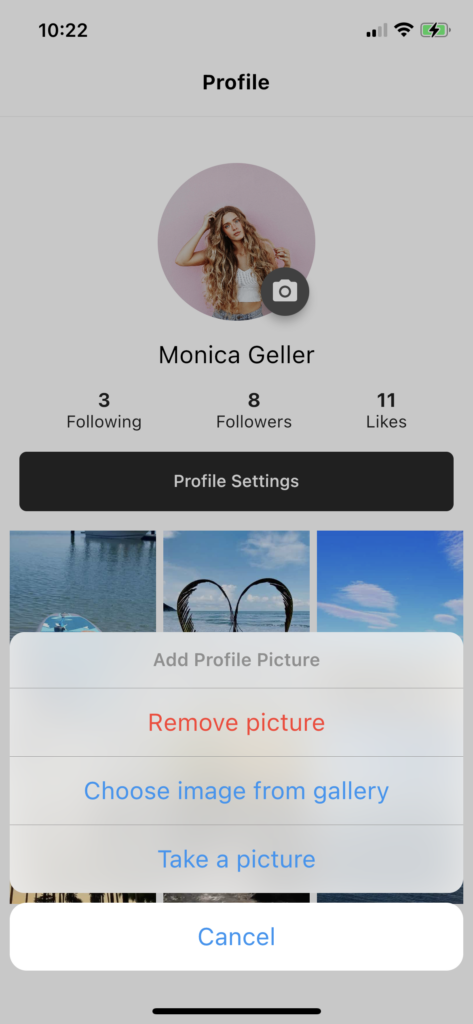 10:22
Profile
Monica Geller
3 8 11
Following Followers Likes
Profile Settings
Add Profile Picture
Remove picture
Choose image from gallery
Take a picture
Cancel